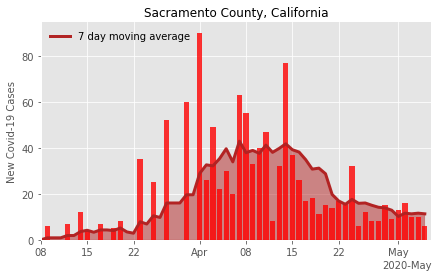 Sacramento County, California
7 day moving average
New Covid-19 Cases
80
60
40
20
0
08 15 22 Apr 08 15 22 May
2020-May